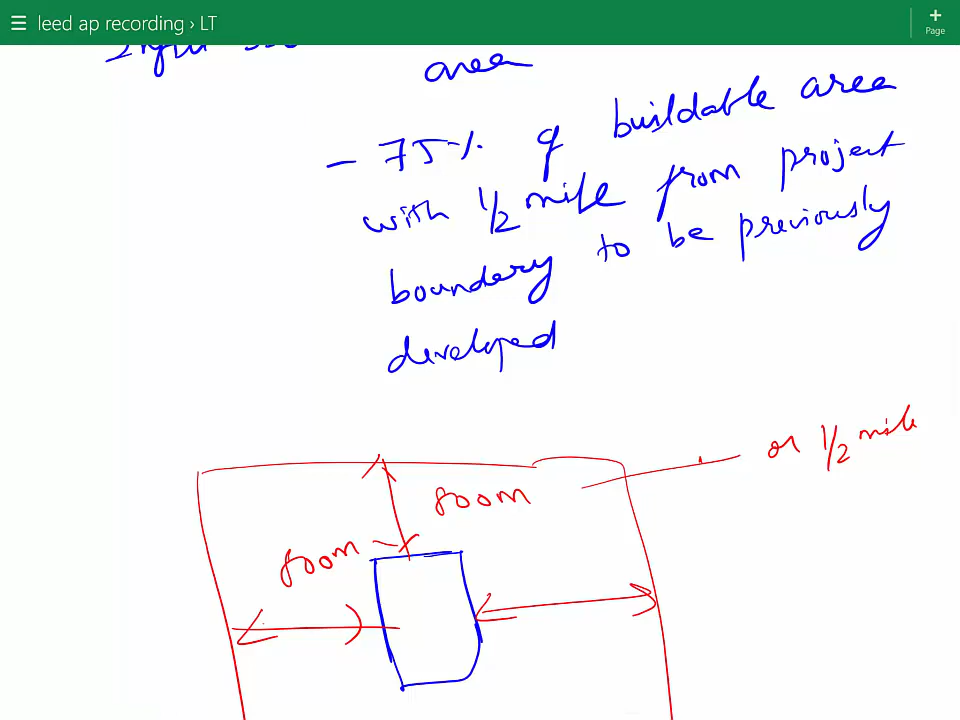 leed ap recording › LT
+
Page
area
- 75% of buildable area
with 1/2 mile from project
boundery to be previously
developed
or 1/2 mile
800m
800m